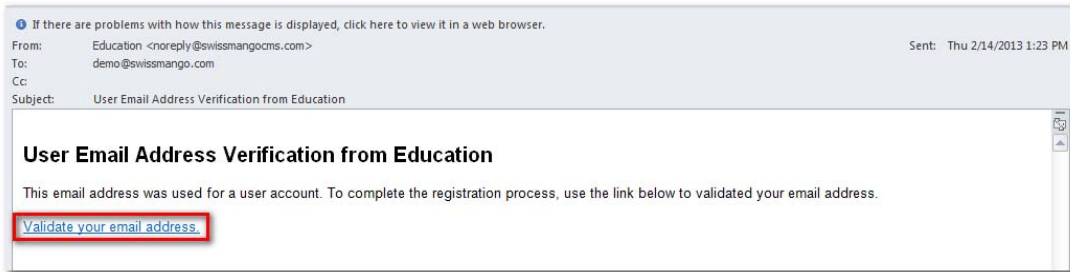 If there are problems with how this message is displayed, click here to view it in a web browser.
From: Education <noreply@swissmangocms.com> Sent: Thu 2/14/2013 1:23 PM
To: demo@swissmango.com
Cc:
Subject: User Email Address Verification from Education
User Email Address Verification from Education
This email address was used for a user account. To complete the registration process, use the link below to validated your email address.
Validate your email address.